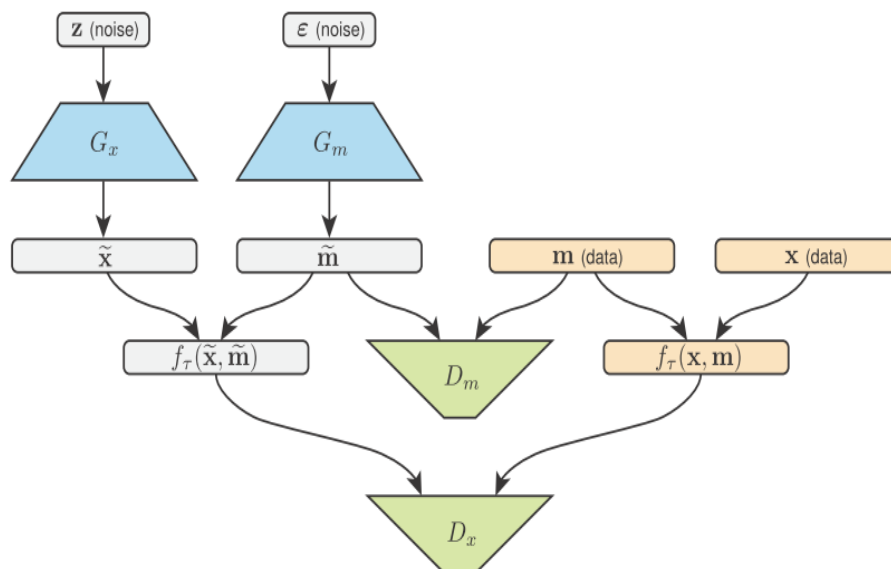 z (noise)
ε (noise)
G_x
G_m
x̃
m̃
m (data)
x (data)
f_τ(x̃, m̃)
D_m
f_τ(x, m)
D_x